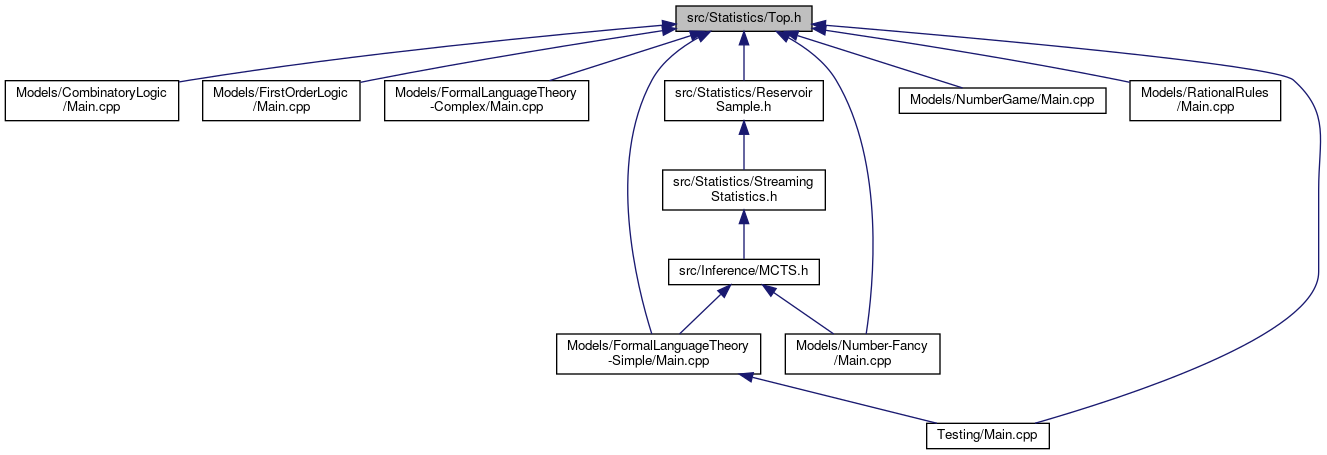 src/Statistics/Top.h
Models/CombinatoryLogic
/Main.cpp
Models/FirstOrderLogic
/Main.cpp
Models/FormalLanguageTheory
-Complex/Main.cpp
src/Statistics/Reservoir
Sample.h
Models/NumberGame/Main.cpp
Models/RationalRules
/Main.cpp
src/Statistics/Streaming
Statistics.h
src/Inference/MCTS.h
Models/FormalLanguageTheory
-Simple/Main.cpp
Models/Number-Fancy
/Main.cpp
Testing/Main.cpp